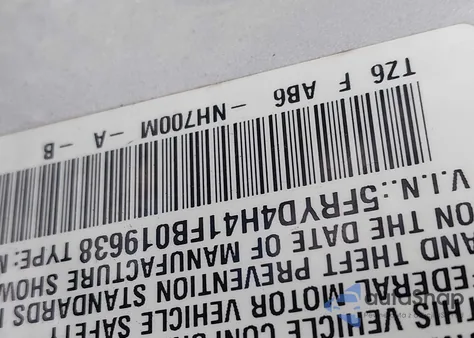 THIS VEHICLE CON
FEDERAL MOTOR VEHICLE SAFETY
AND THEFT PREVENTION STANDARDS
ON THE DATE OF MANUFACTURE SHOW
V.I.N.:5FRYD4H41FB019638 TYPE:
TZ6 F AB6 -NH700M -A -B